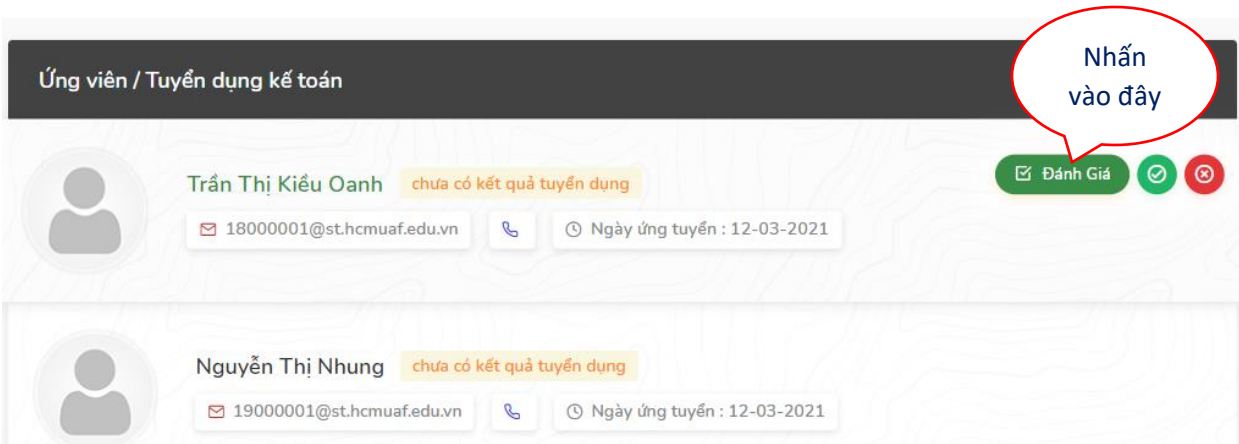 Nhấn
vào đây
Ứng viên / Tuyển dụng kế toán
Trần Thị Kiều Oanh chưa có kết quả tuyển dụng
Đánh Giá
18000001@st.hcmuaf.edu.vn Ngày ứng tuyển : 12-03-2021
Nguyễn Thị Nhung chưa có kết quả tuyển dụng
19000001@st.hcmuaf.edu.vn Ngày ứng tuyển : 12-03-2021